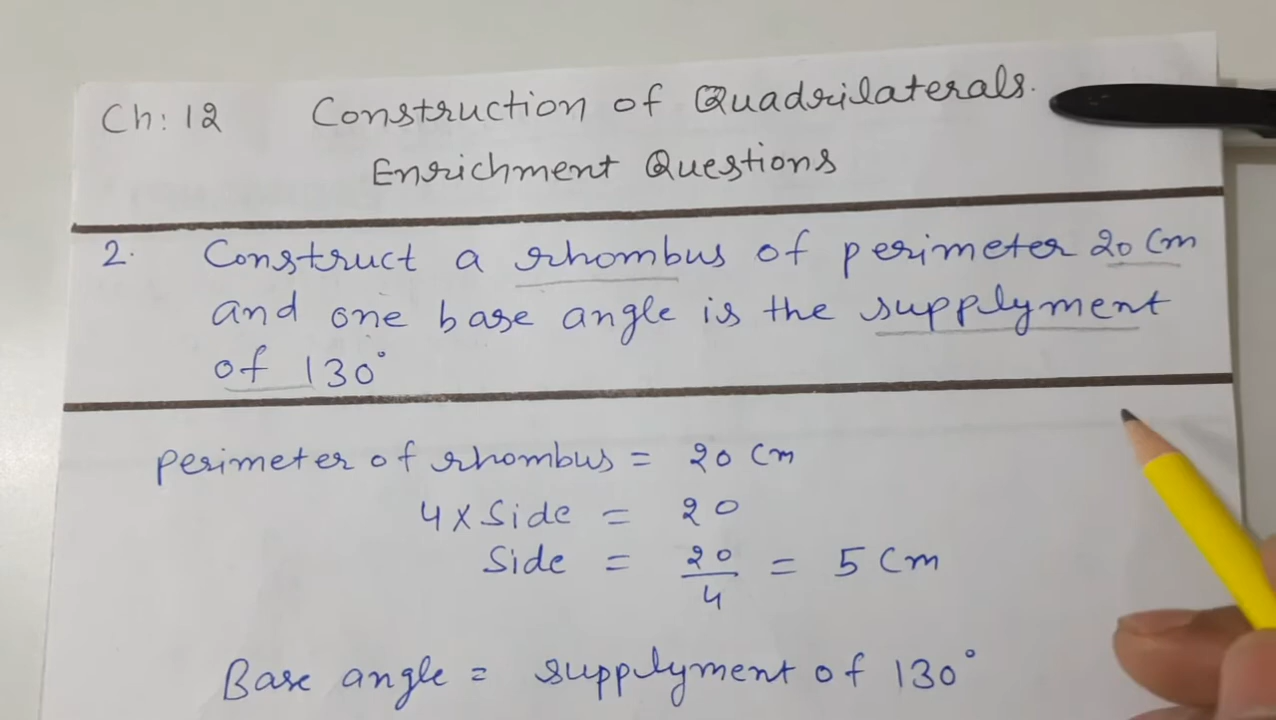 Ch: 12 Construction of Quadrilaterals.
Enrichment Questions
2. Construct a rhombus of perimeter 20 cm
and one base angle is the supplyment
of 130°
perimeter of rhombus = 20 cm
4 x Side = 20
Side = 20/4 = 5 cm
Base angle = supplyment of 130°